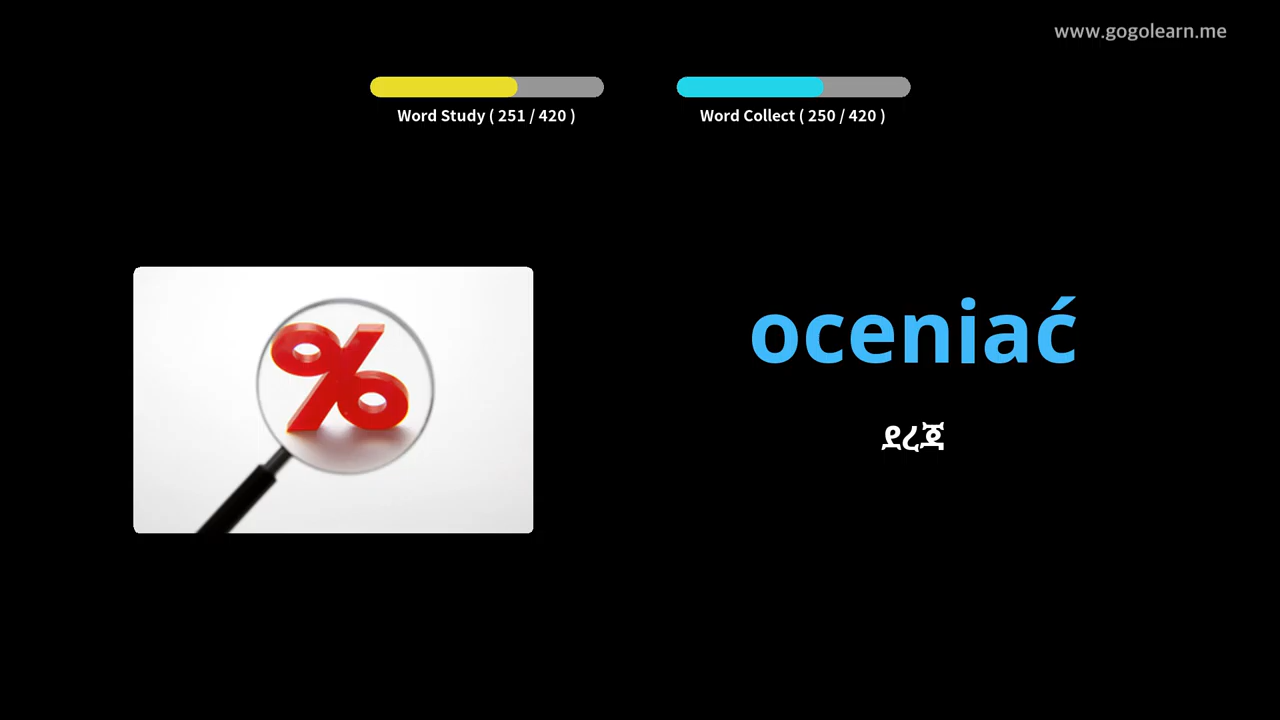 www.gogolearn.me
Word Study ( 251 / 420 )
Word Collect ( 250 / 420 )
%
oceniać
ደረጃ